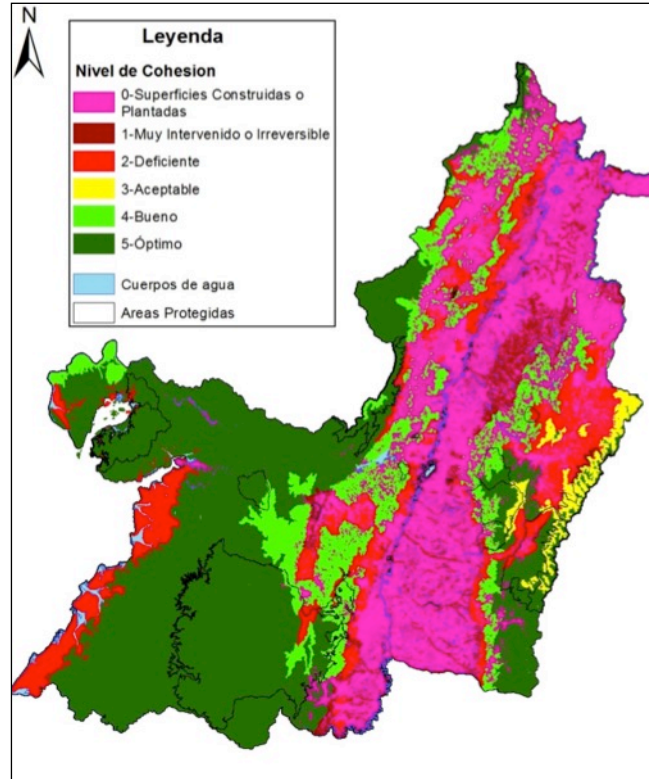 N
Leyenda
Nivel de Cohesion
0-Superficies Construidas o
Plantadas
1-Muy Intervenido o Irreversible
2-Deficiente
3-Aceptable
4-Bueno
5-Óptimo
Cuerpos de agua
Areas Protegidas